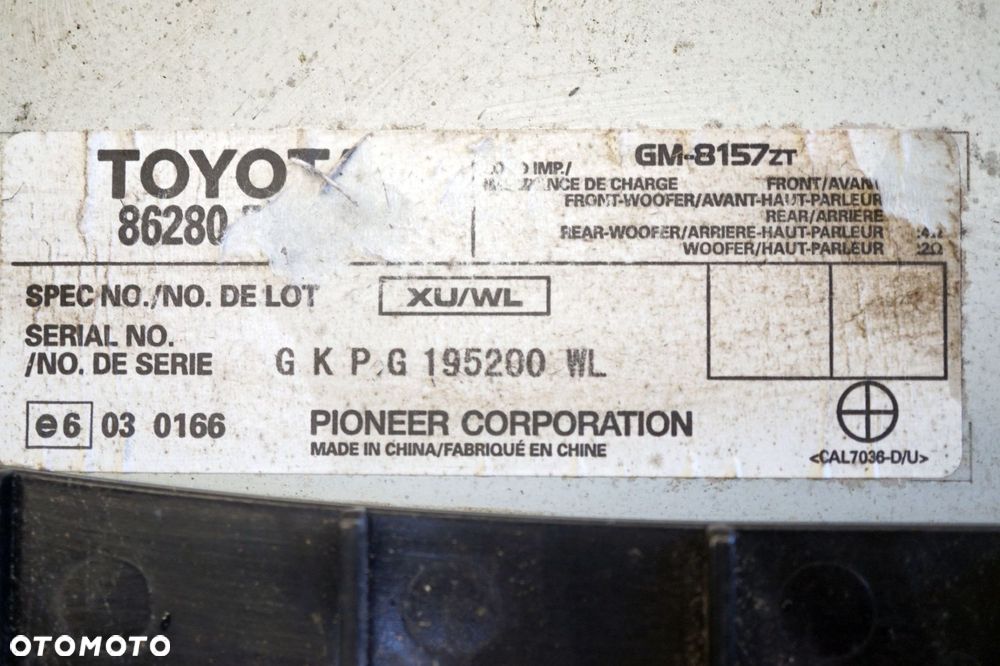 TOYOT
86280
GM-8157ZT
IMP./
DE CHARGE FRONT/AVANT
FRONT-WOOFER/AVANT-HAUT-PARLEUR
REAR/ARRIERE
REAR-WOOFER/ARRIERE-HAUT-PARLEUR
WOOFER/HAUT-PARLEUR 2Ω
SPEC NO./NO. DE LOT XU/WL
SERIAL NO.
/NO. DE SERIE G K P G 195200 WL
e6 03 0166
PIONEER CORPORATION
MADE IN CHINA/FABRIQUÉ EN CHINE
<CAL7036-D/U>
OTOMOTO